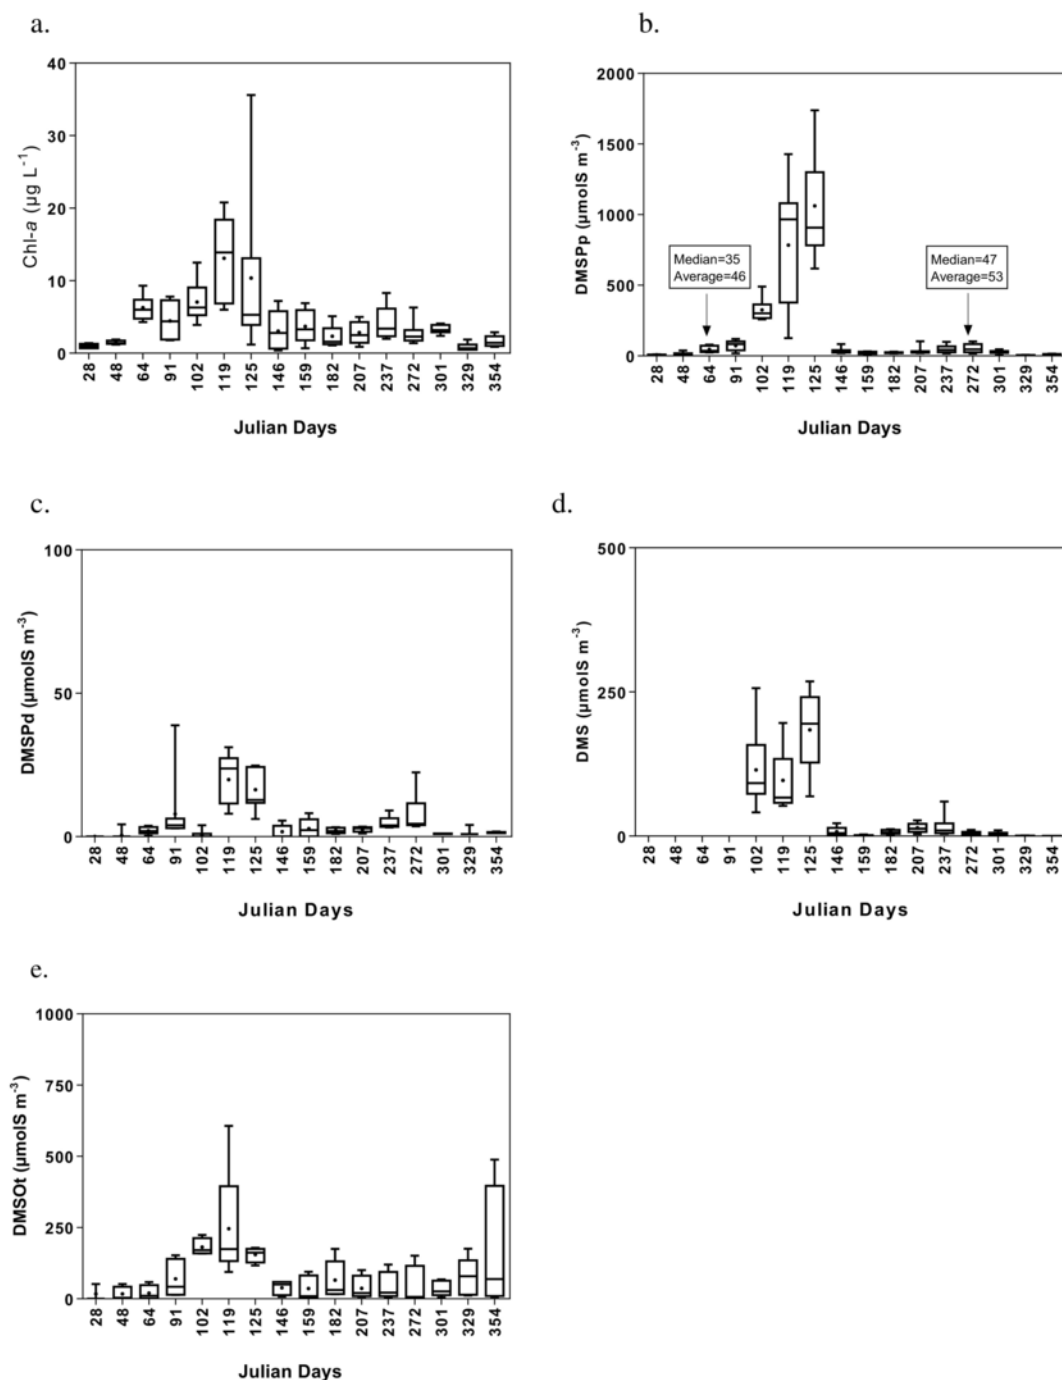 a.
40
30
20
10
0
Chl-a (µg L⁻¹)
28 48 64 91 102 119 125 146 159 182 207 237 272 301 329 354
Julian Days
b.
2000
1500
1000
500
0
DMSPp (µmolS m⁻³)
Median=35
Average=46
Median=47
Average=53
28 48 64 91 102 119 125 146 159 182 207 237 272 301 329 354
Julian Days
c.
100
50
0
DMSPd (µmolS m⁻³)
28 48 64 91 102 119 125 146 159 182 207 237 272 301 329 354
Julian Days
d.
500
250
0
DMS (µmolS m⁻³)
28 48 64 91 102 119 125 146 159 182 207 237 272 301 329 354
Julian Days
e.
1000
750
500
250
0
DMSOt (µmolS m⁻³)
28 48 64 91 102 119 125 146 159 182 207 237 272 301 329 354
Julian Days